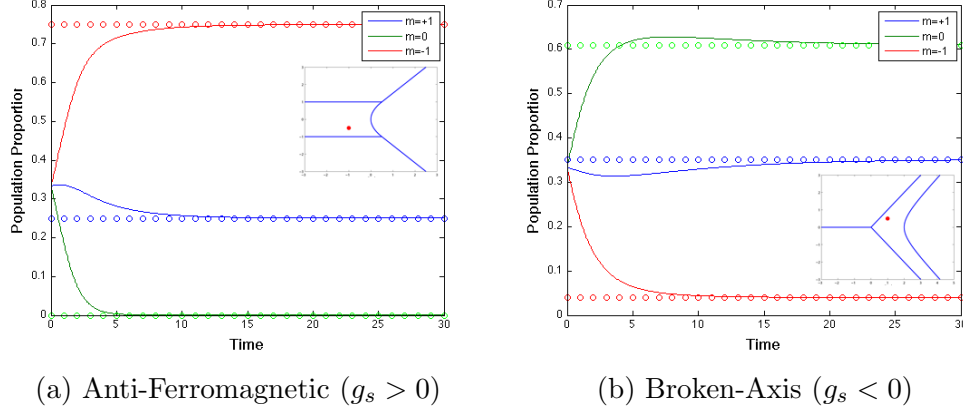 0.8
0.7
0.6
0.5
0.4
0.3
0.2
0.1
0
Population Proportion
0 5 10 15 20 25 30
Time
m=+1
m=0
m=-1
0.7
0.6
0.5
0.4
0.3
0.2
0.1
0
Population Proportion
0 5 10 15 20 25 30
Time
m=+1
m=0
m=-1
(a) Anti-Ferromagnetic (g_s > 0)
(b) Broken-Axis (g_s < 0)